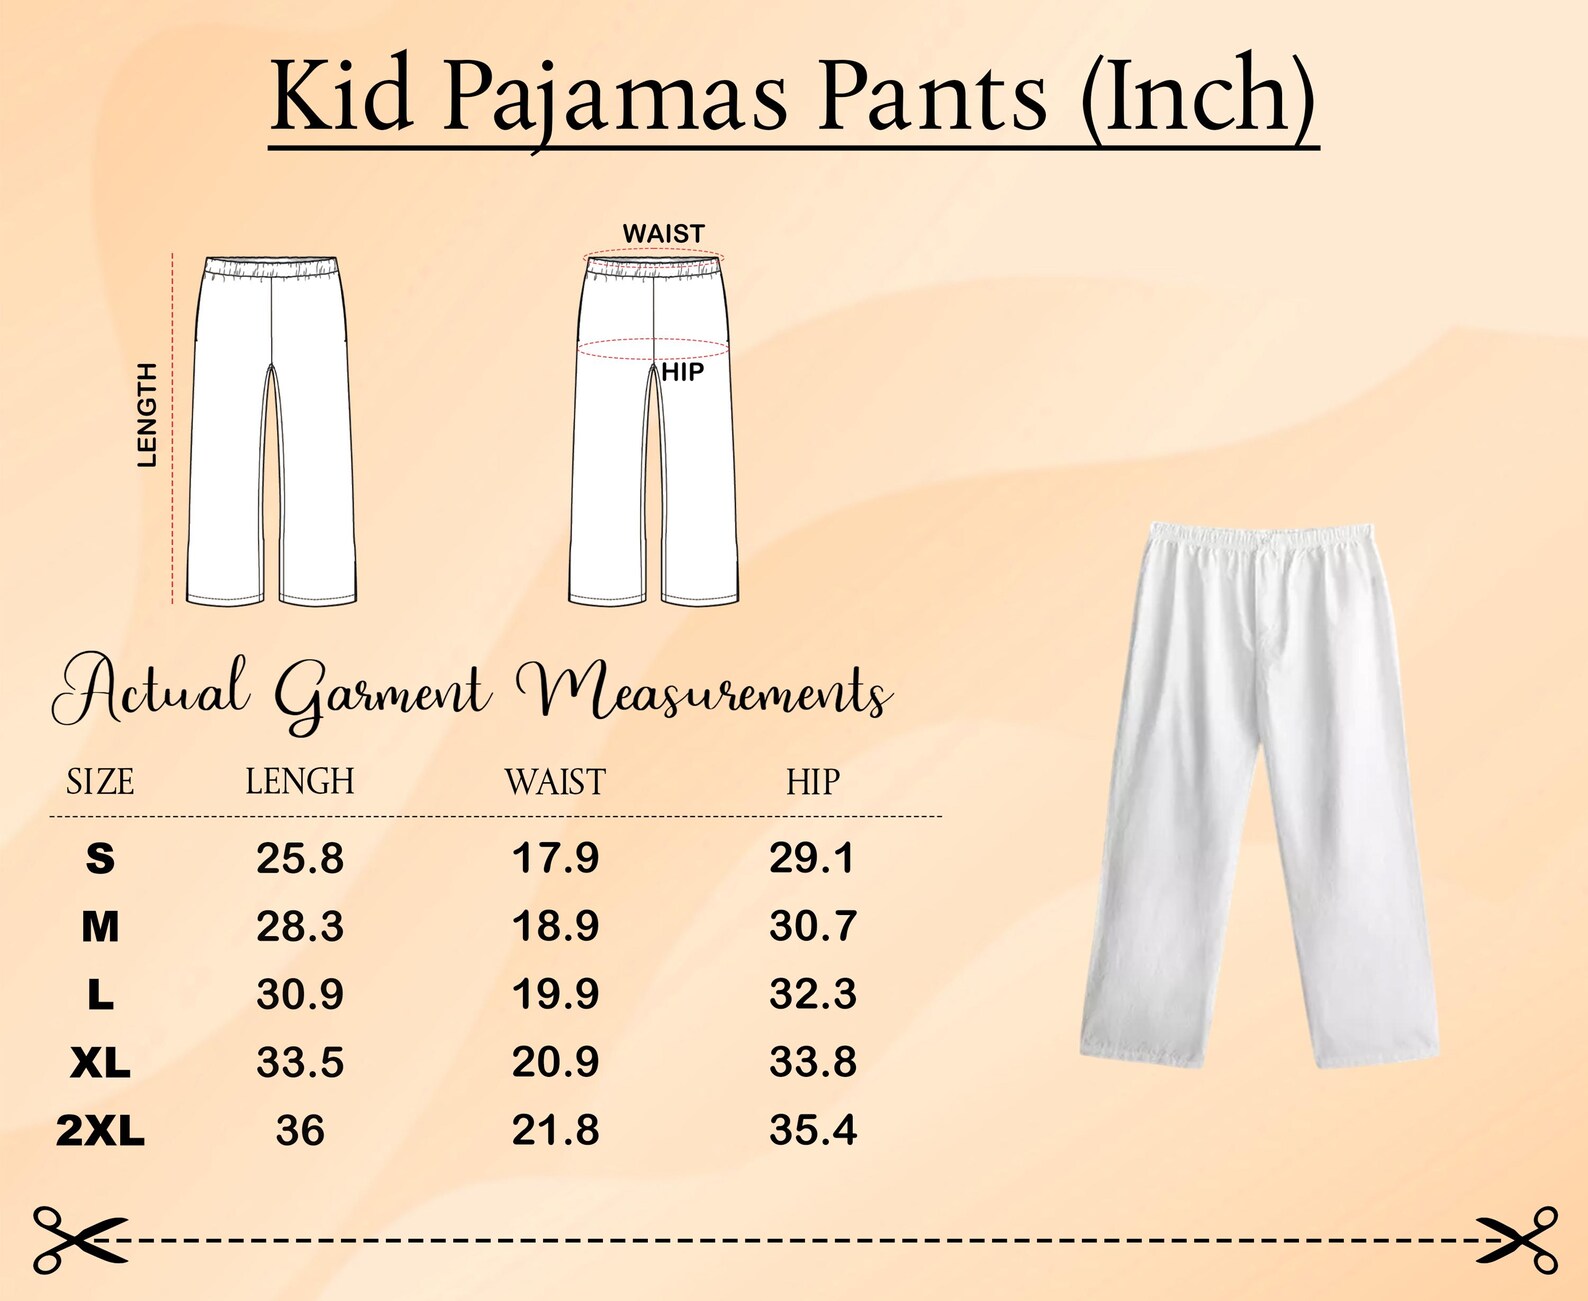 Kid Pajamas Pants (Inch)
WAIST
LENGTH
HIP
Actual Garment Measurements
SIZE LENGH WAIST HIP
S 25.8 17.9 29.1
M 28.3 18.9 30.7
L 30.9 19.9 32.3
XL 33.5 20.9 33.8
2XL 36 21.8 35.4